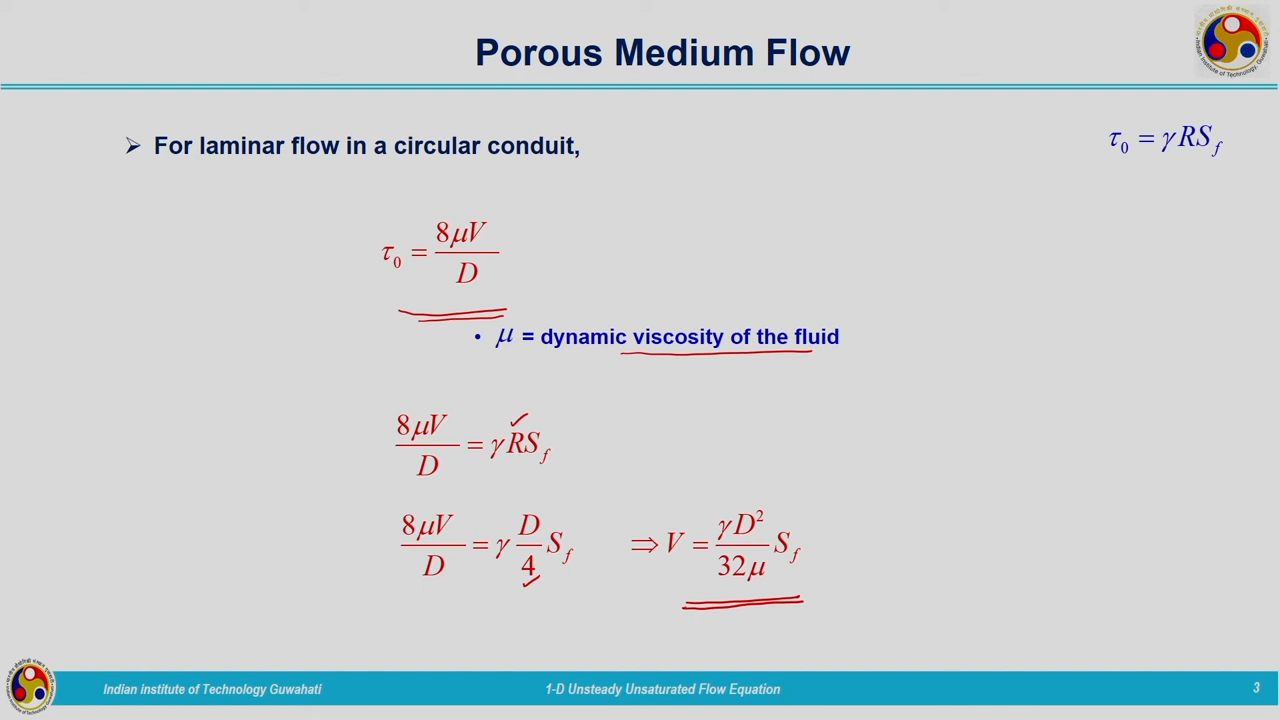 Porous Medium Flow
➢ For laminar flow in a circular conduit,
τ₀ = γRS_f
τ₀ = 8μV / D
• μ = dynamic viscosity of the fluid
8μV / D = γRS_f
8μV / D = γ D/4 S_f ⇒ V = γD² / 32μ S_f
Indian institute of Technology Guwahati 1-D Unsteady Unsaturated Flow Equation 3